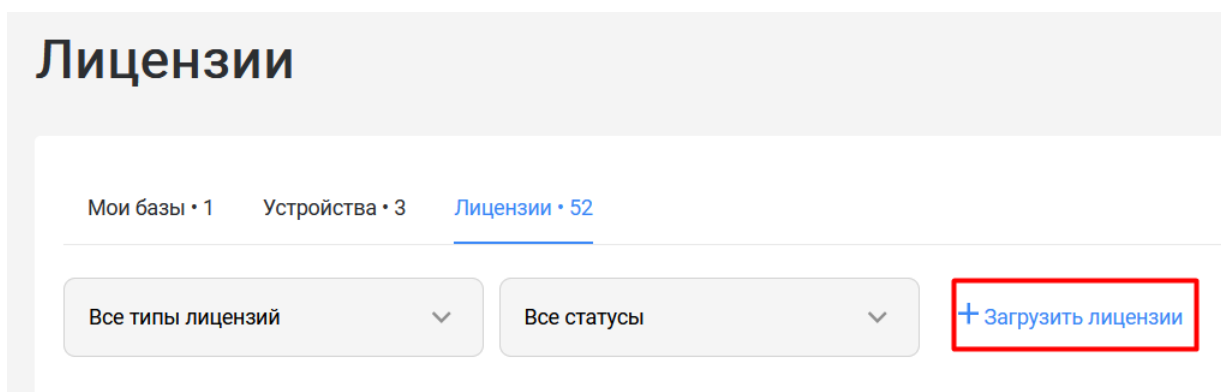 Лицензии
Мои базы • 1 Устройства • 3 Лицензии • 52
Все типы лицензий Все статусы + Загрузить лицензии